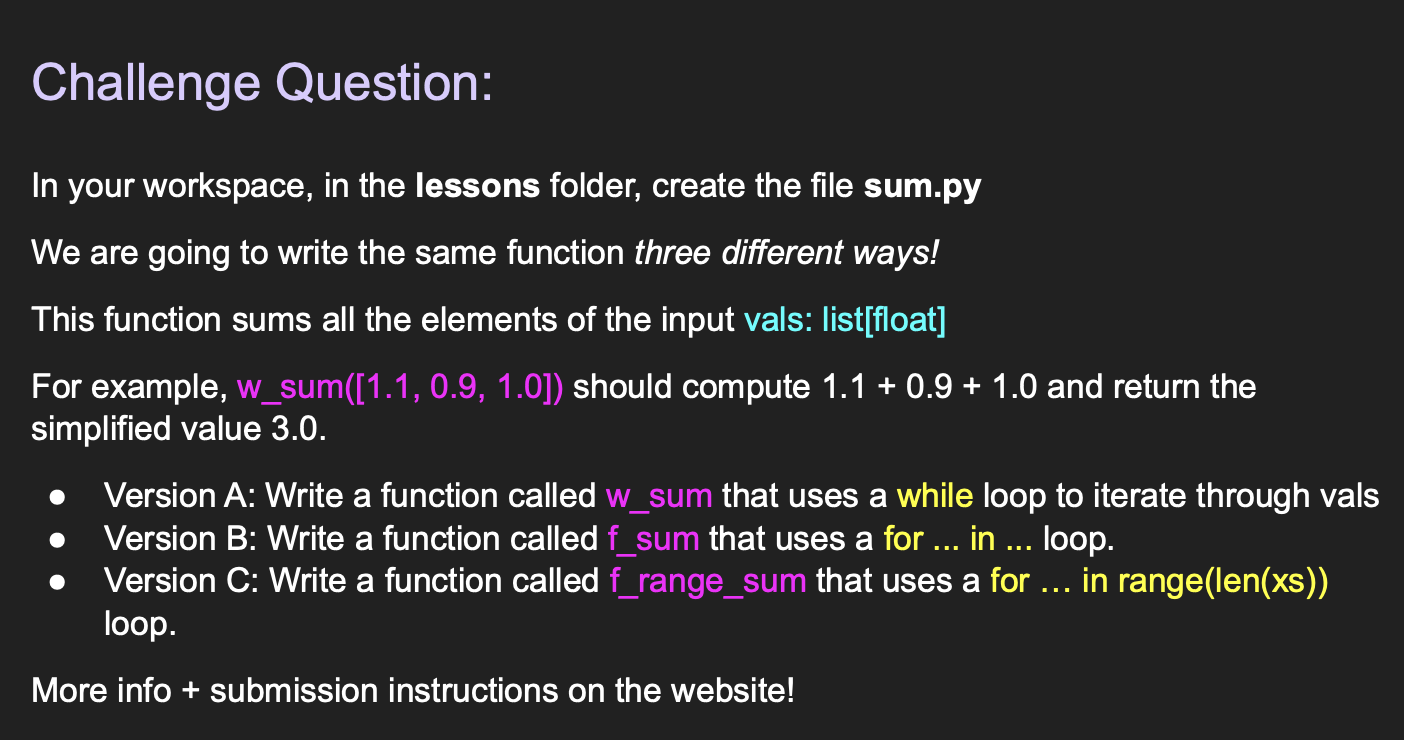 Challenge Question:
In your workspace, in the lessons folder, create the file sum.py
We are going to write the same function three different ways!
This function sums all the elements of the input vals: list[float]
For example, w_sum([1.1, 0.9, 1.0]) should compute 1.1 + 0.9 + 1.0 and return the
simplified value 3.0.
● Version A: Write a function called w_sum that uses a while loop to iterate through vals
● Version B: Write a function called f_sum that uses a for ... in ... loop.
● Version C: Write a function called f_range_sum that uses a for … in range(len(xs))
loop.
More info + submission instructions on the website!